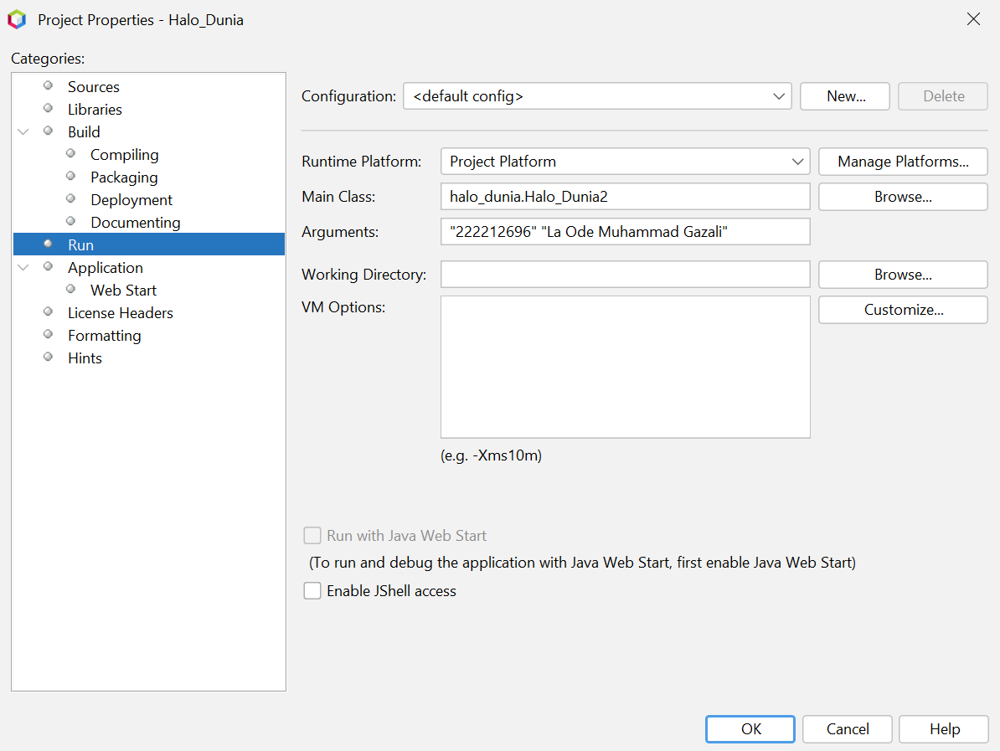 Project Properties - Halo_Dunia
Categories:
Sources
Libraries
Build
Compiling
Packaging
Deployment
Documenting
Run
Application
Web Start
License Headers
Formatting
Hints
Configuration: <default config> New... Delete
Runtime Platform: Project Platform Manage Platforms...
Main Class: halo_dunia.Halo_Dunia2 Browse...
Arguments: "222212696" "La Ode Muhammad Gazali"
Working Directory: Browse...
VM Options: Customize...
(e.g. -Xms10m)
Run with Java Web Start
(To run and debug the application with Java Web Start, first enable Java Web Start)
Enable JShell access
OK Cancel Help